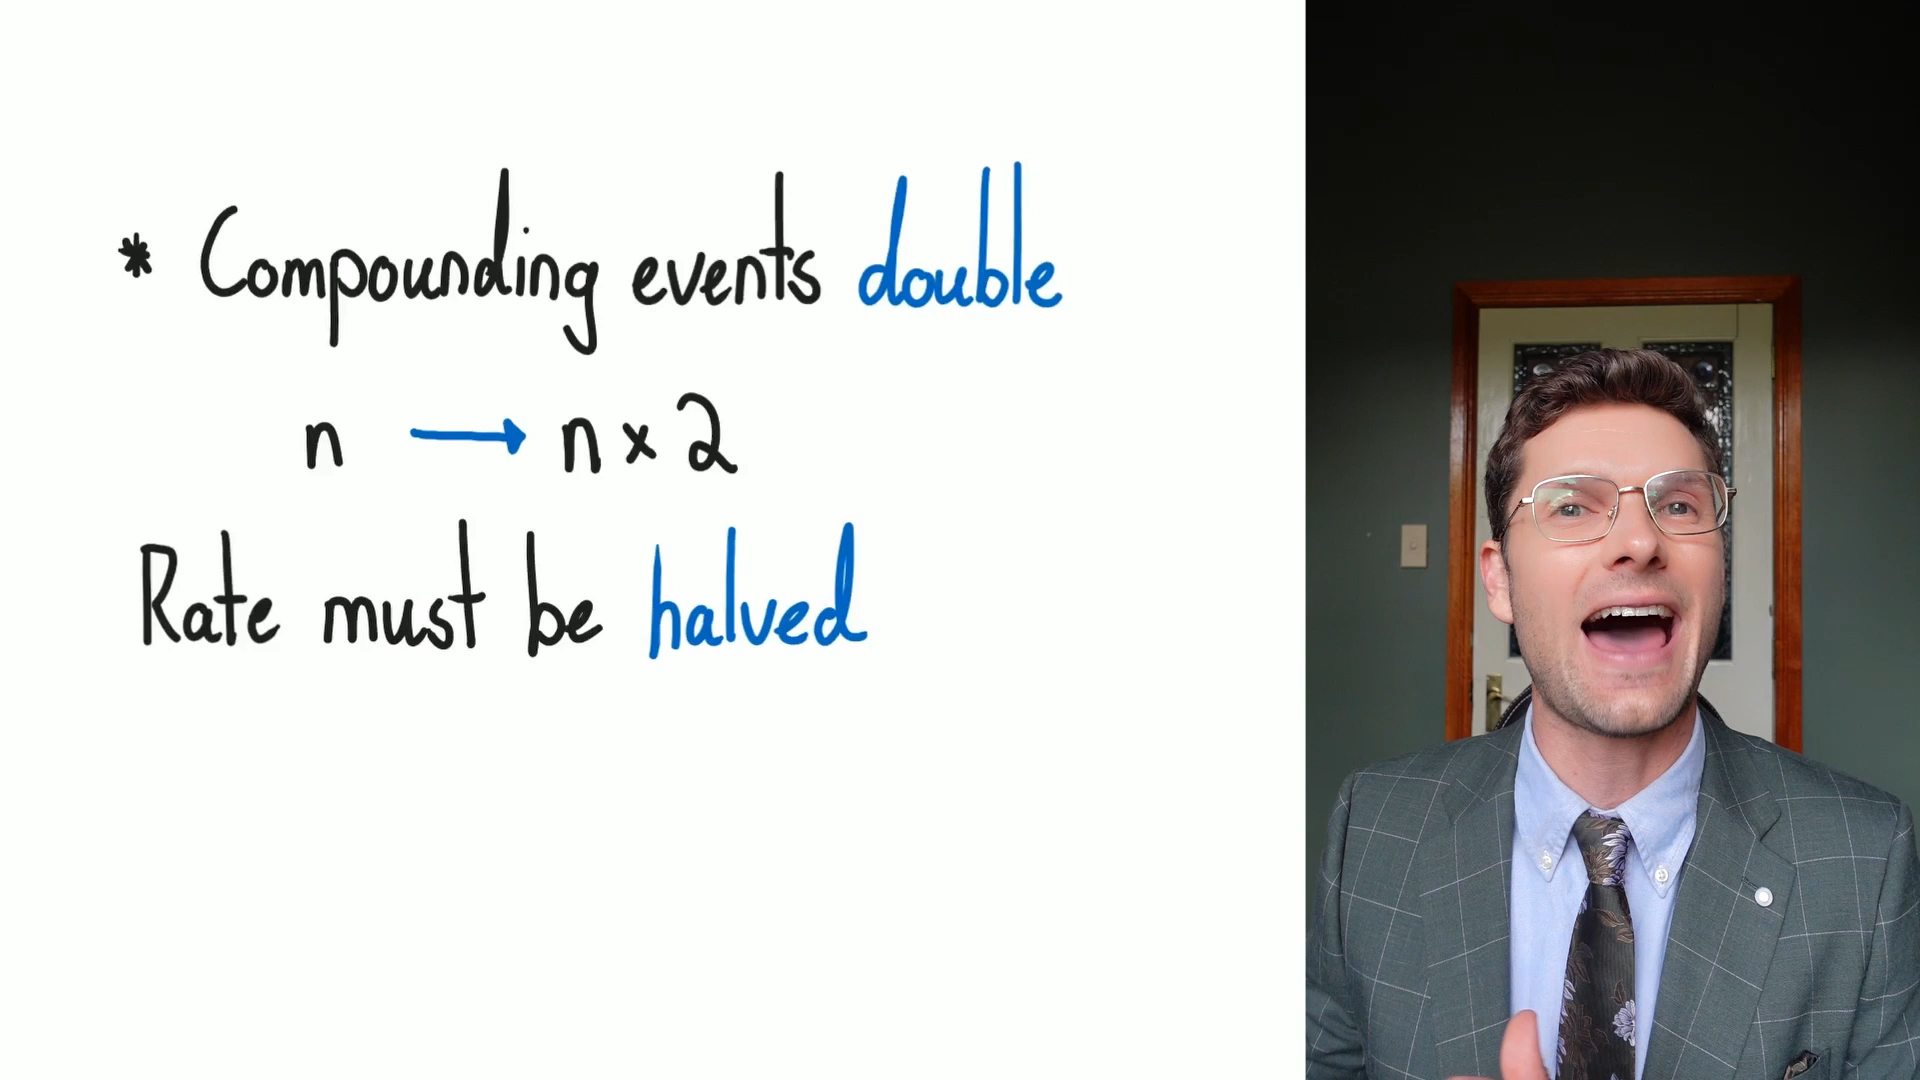 * Compounding events double
n → n × 2
Rate must be halved